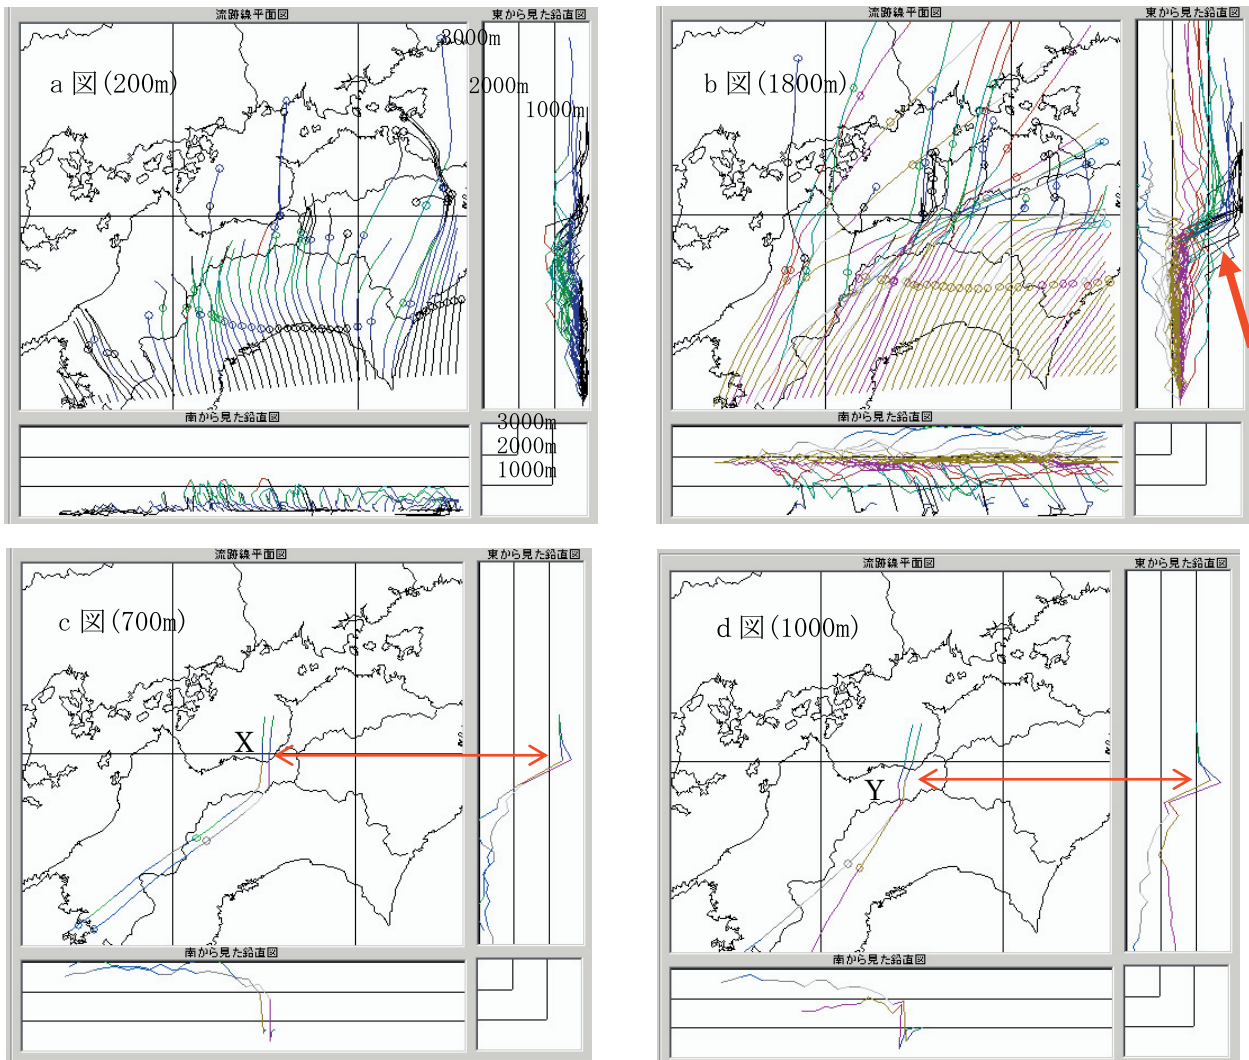 流跡線平面図
東から見た鉛直図
a図(200m)
3000m
2000m
1000m
南から見た鉛直図
3000m
2000m
1000m
流跡線平面図
東から見た鉛直図
b図(1800m)
南から見た鉛直図
流跡線平面図
東から見た鉛直図
c図(700m)
X
南から見た鉛直図
流跡線平面図
東から見た鉛直図
d図(1000m)
Y
南から見た鉛直図